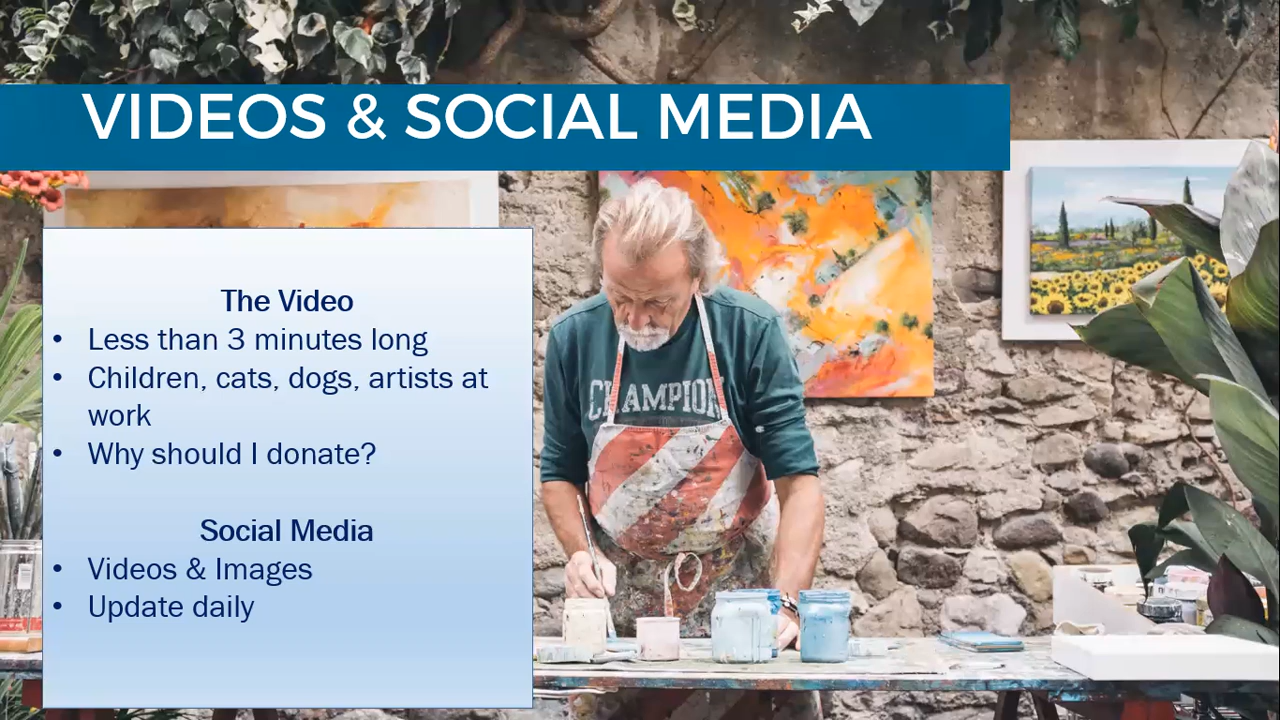 VIDEOS & SOCIAL MEDIA
The Video
• Less than 3 minutes long
• Children, cats, dogs, artists at
work
• Why should I donate?
Social Media
• Videos & Images
• Update daily
CHAMPION